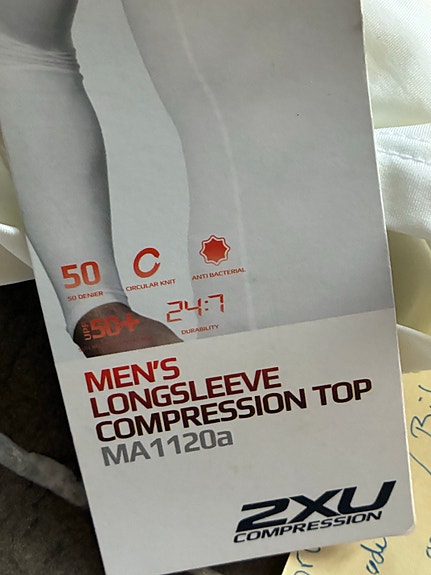 50
50 DENIER
CIRCULAR KNIT
ANTI BACTERIAL
UPF 50+
24:7
DURABILITY
MEN'S
LONGSLEEVE
COMPRESSION TOP
MA1120a
2XU
COMPRESSION